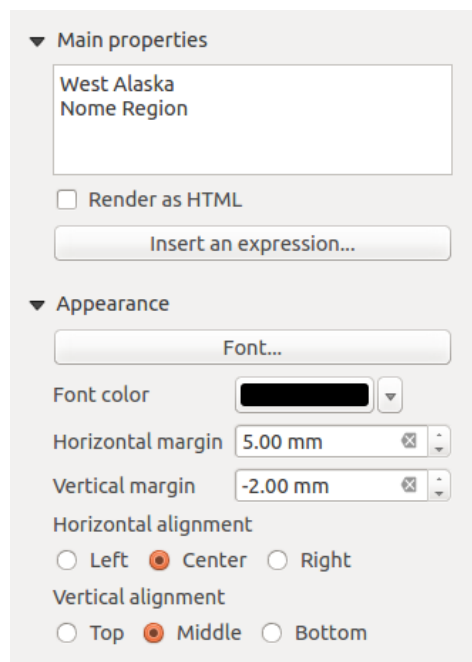 Main properties
West Alaska
Nome Region
Render as HTML
Insert an expression...
Appearance
Font...
Font color
Horizontal margin 5.00 mm
Vertical margin -2.00 mm
Horizontal alignment
Left Center Right
Vertical alignment
Top Middle Bottom